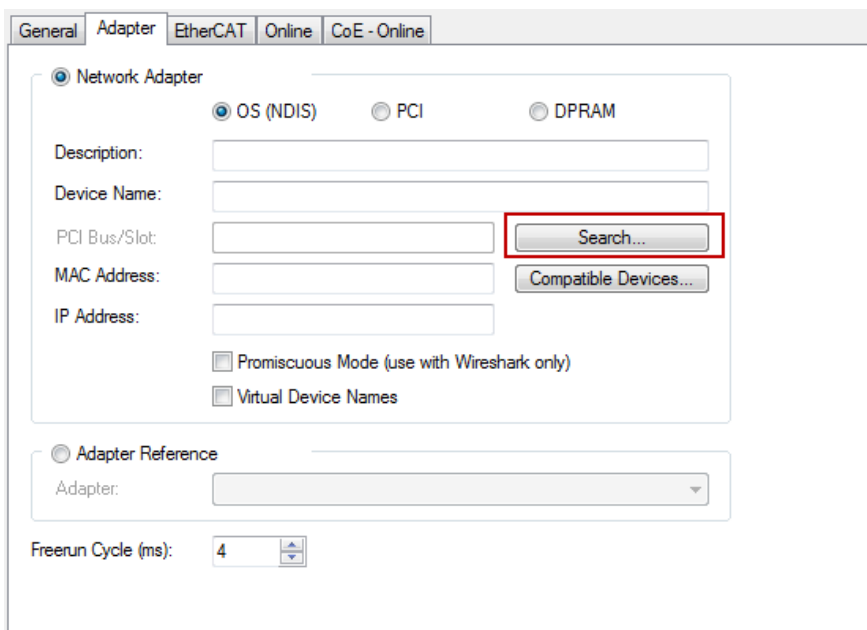 General Adapter EtherCAT Online CoE - Online
Network Adapter
OS (NDIS) PCI DPRAM
Description:
Device Name:
PCI Bus/Slot: Search...
MAC Address: Compatible Devices...
IP Address:
Promiscuous Mode (use with Wireshark only)
Virtual Device Names
Adapter Reference
Adapter:
Freerun Cycle (ms): 4